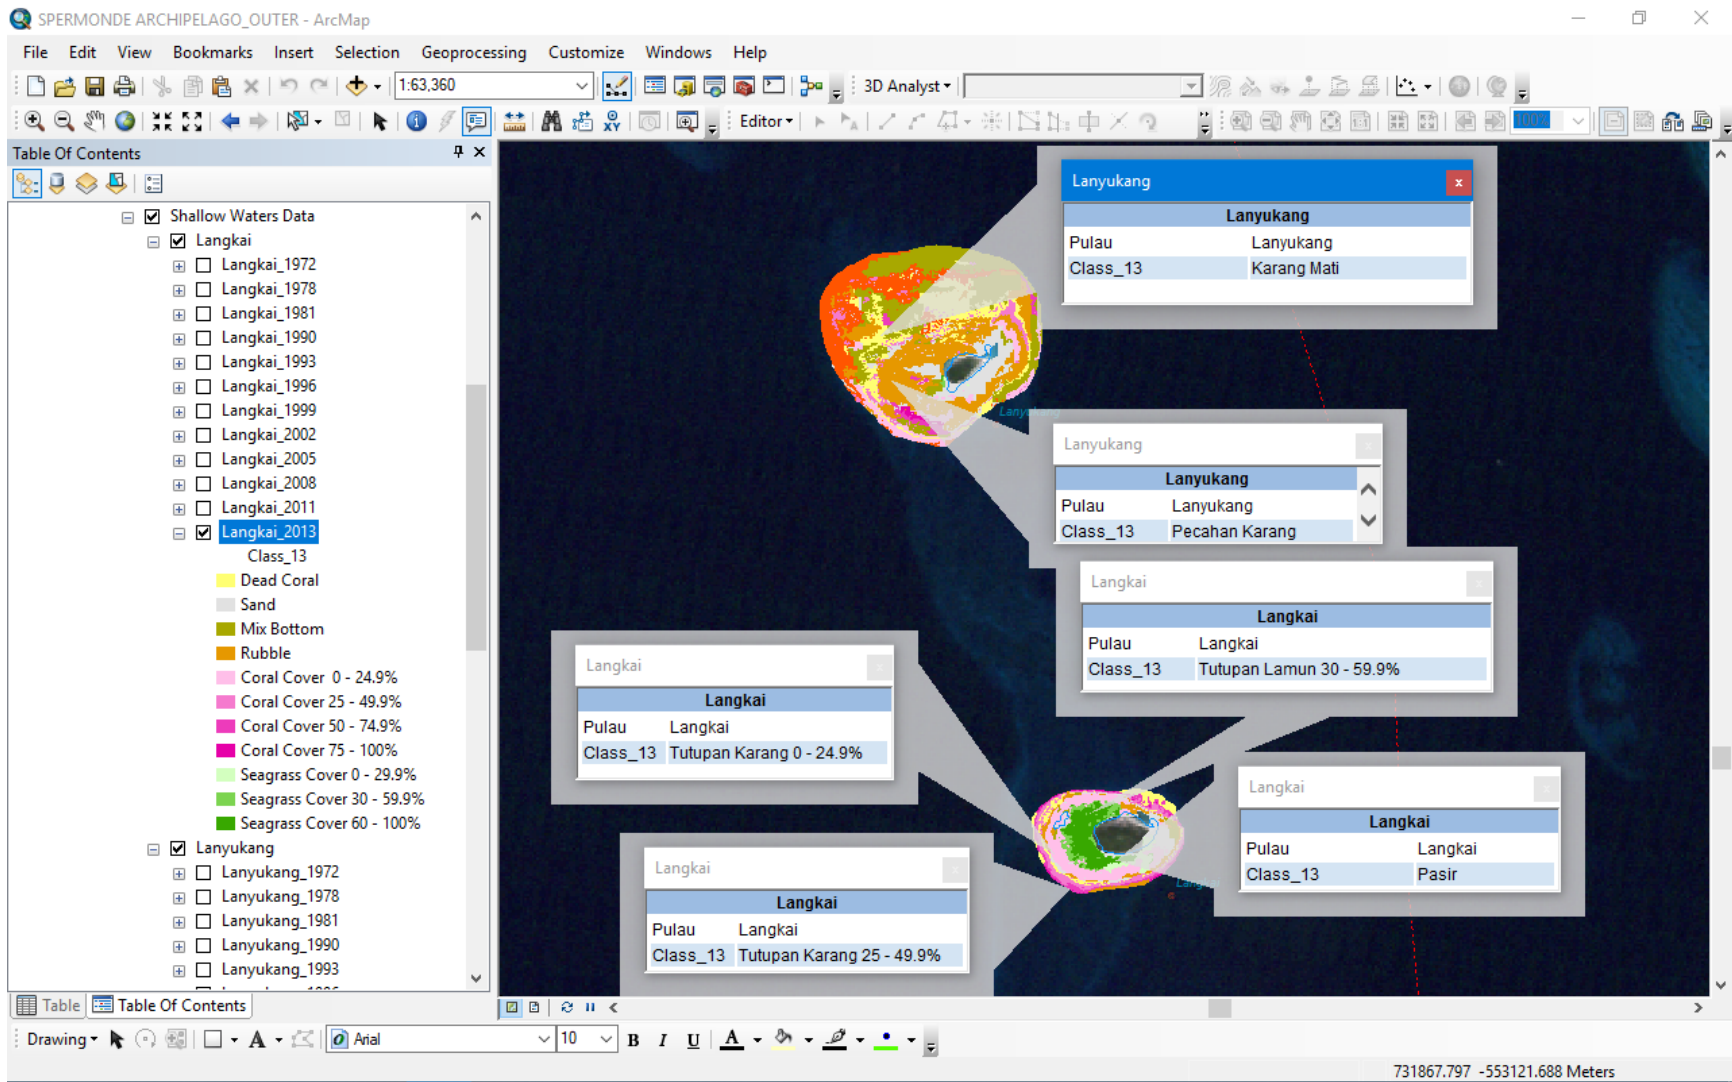 SPERMONDE ARCHIPELAGO_OUTER - ArcMap
File Edit View Bookmarks Insert Selection Geoprocessing Customize Windows Help
1:63,360
3D Analyst
Editor
100%
Table Of Contents
Shallow Waters Data
Langkai
Langkai_1972
Langkai_1978
Langkai_1981
Langkai_1990
Langkai_1993
Langkai_1996
Langkai_1999
Langkai_2002
Langkai_2005
Langkai_2008
Langkai_2011
Langkai_2013
Class_13
Dead Coral
Sand
Mix Bottom
Rubble
Coral Cover 0 - 24.9%
Coral Cover 25 - 49.9%
Coral Cover 50 - 74.9%
Coral Cover 75 - 100%
Seagrass Cover 0 - 29.9%
Seagrass Cover 30 - 59.9%
Seagrass Cover 60 - 100%
Lanyukang
Lanyukang_1972
Lanyukang_1978
Lanyukang_1981
Lanyukang_1990
Lanyukang_1993
Table Table Of Contents
Lanyukang
Lanyukang
Pulau Lanyukang
Class_13 Karang Mati
Lanyukang
Lanyukang
Lanyukang
Pulau Lanyukang
Class_13 Pecahan Karang
Langkai
Langkai
Pulau Langkai
Class_13 Tutupan Lamun 30 - 59.9%
Langkai
Langkai
Pulau Langkai
Class_13 Tutupan Karang 0 - 24.9%
Langkai
Langkai
Pulau Langkai
Class_13 Pasir
Langkai
Langkai
Langkai
Pulau Langkai
Class_13 Tutupan Karang 25 - 49.9%
Drawing A Arial 10 B I U A
731867.797 -553121.688 Meters